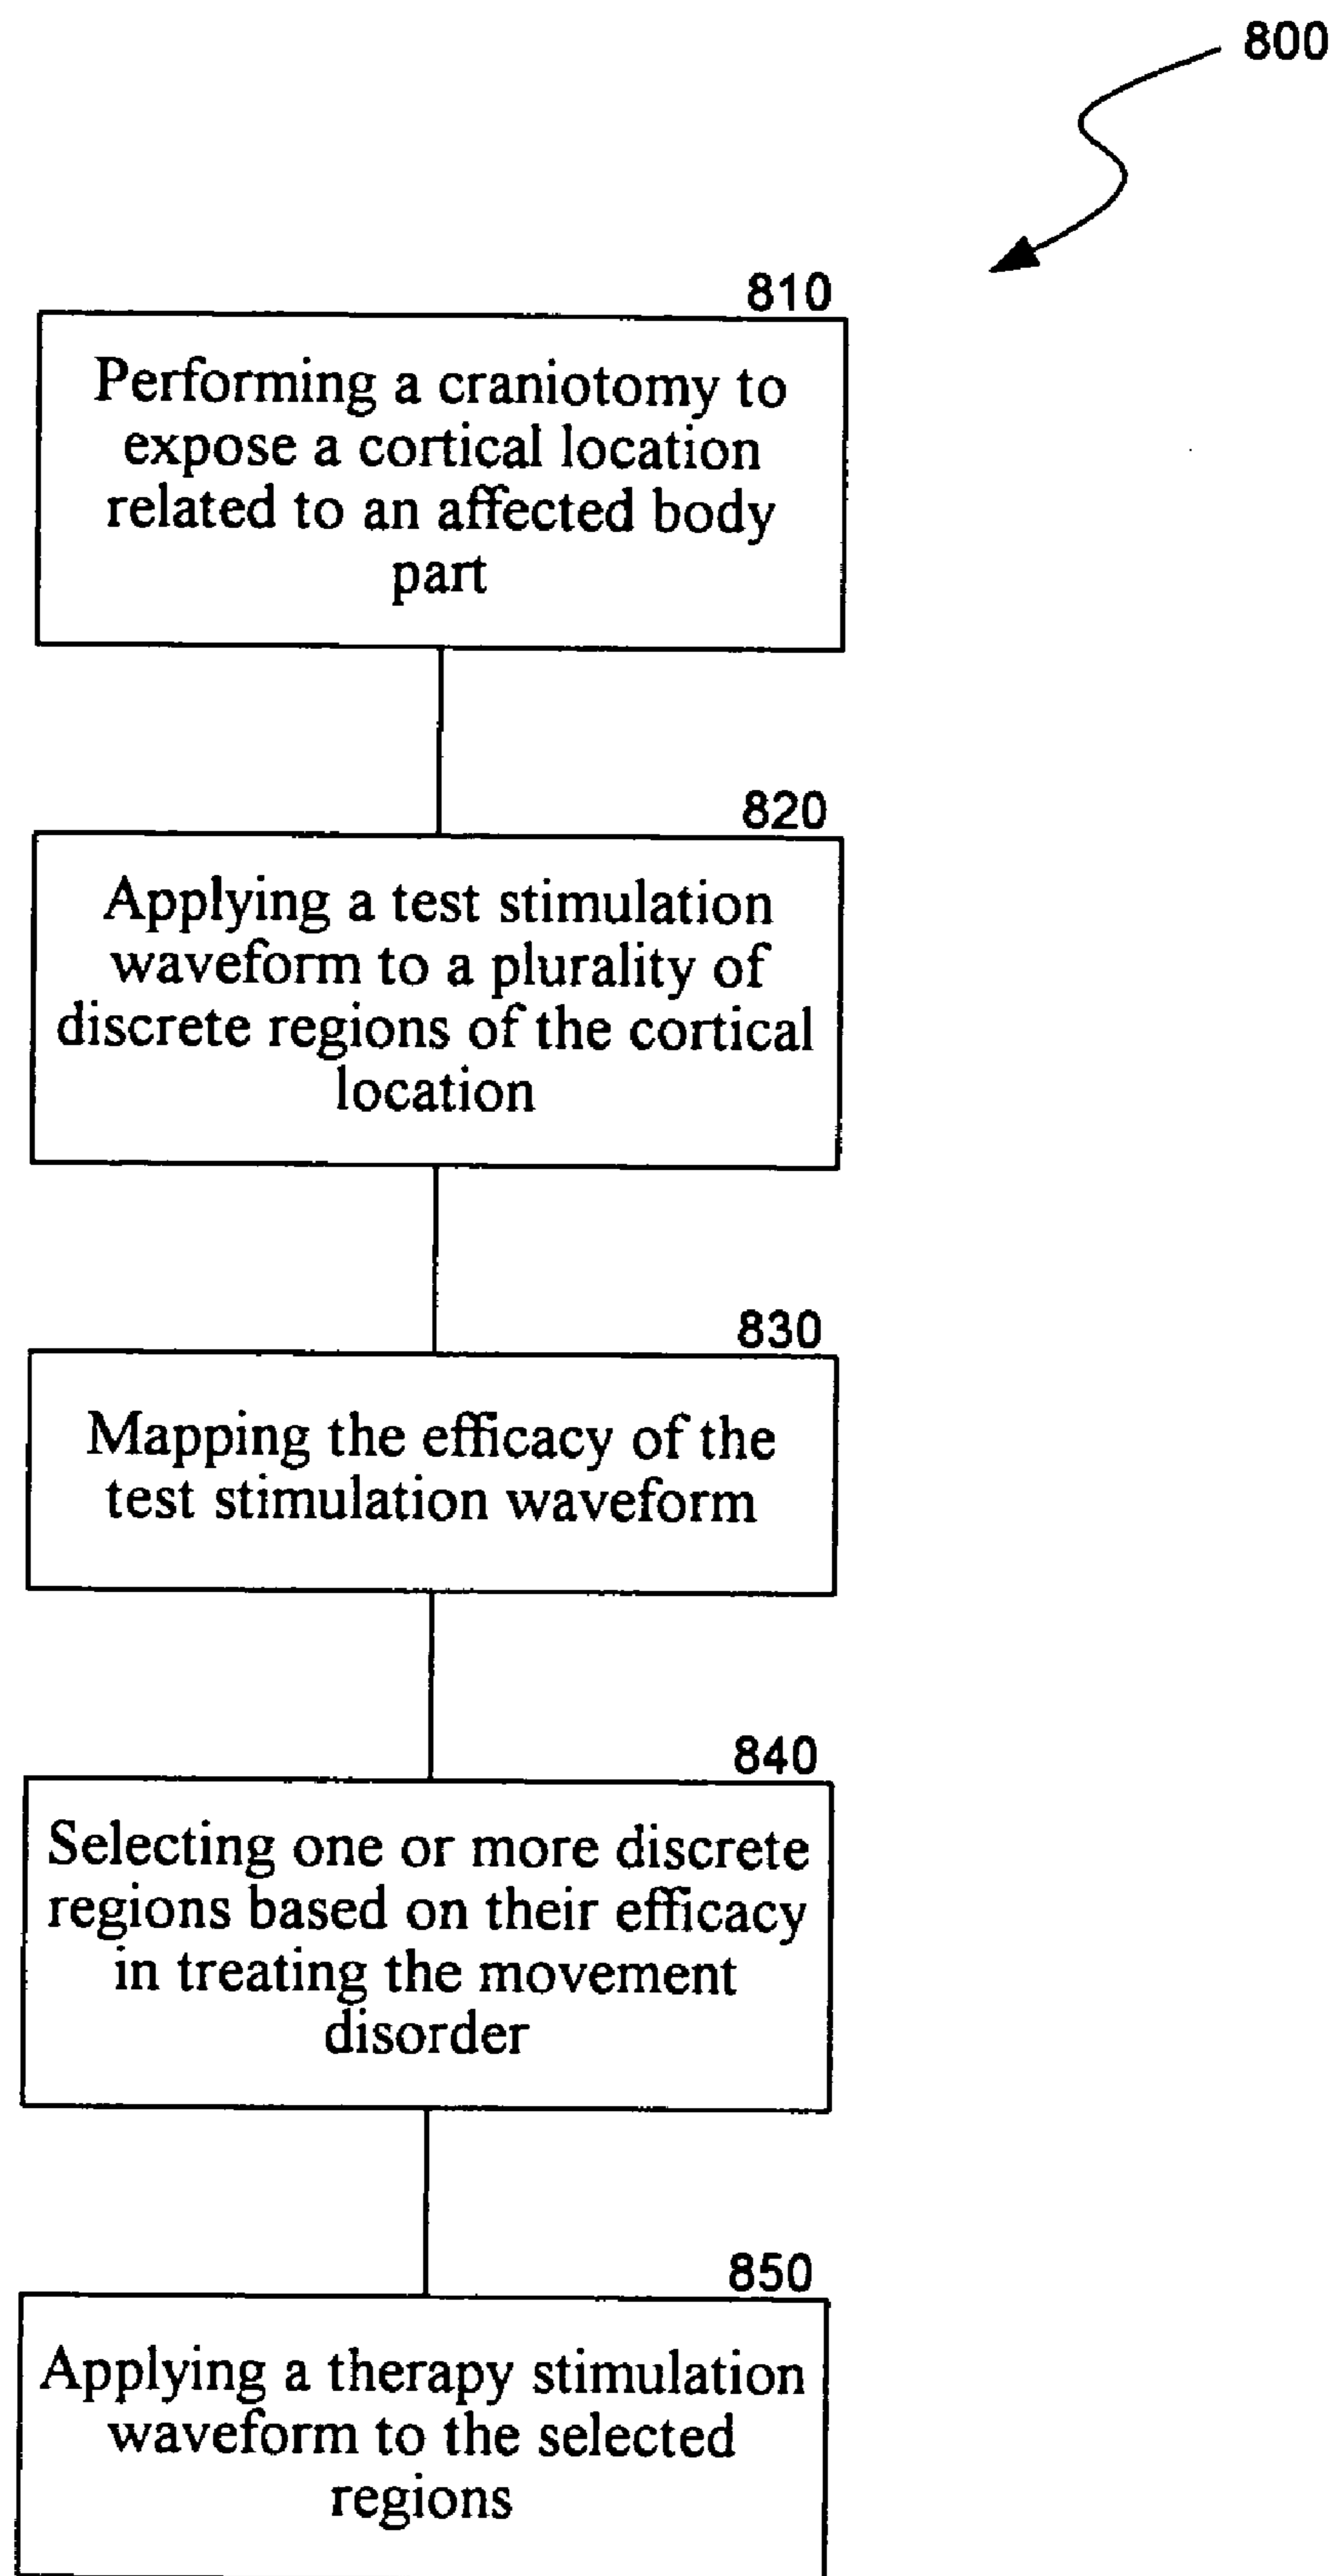 800
810
Performing a craniotomy to
expose a cortical location
related to an affected body
part
820
Applying a test stimulation
waveform to a plurality of
discrete regions of the cortical
location
830
Mapping the efficacy of the
test stimulation waveform
840
Selecting one or more discrete
regions based on their efficacy
in treating the movement
disorder
850
Applying a therapy stimulation
waveform to the selected
regions